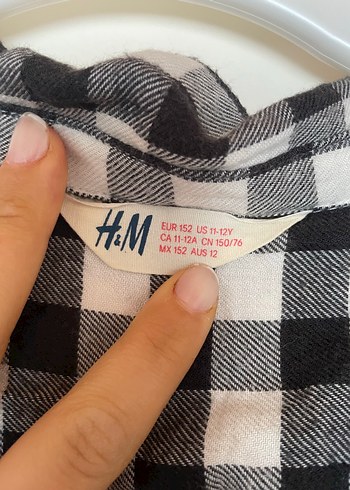 H&M
EUR 152 US 11-12Y
CA 11-12A CN 150/76
MX 152 AUS 12